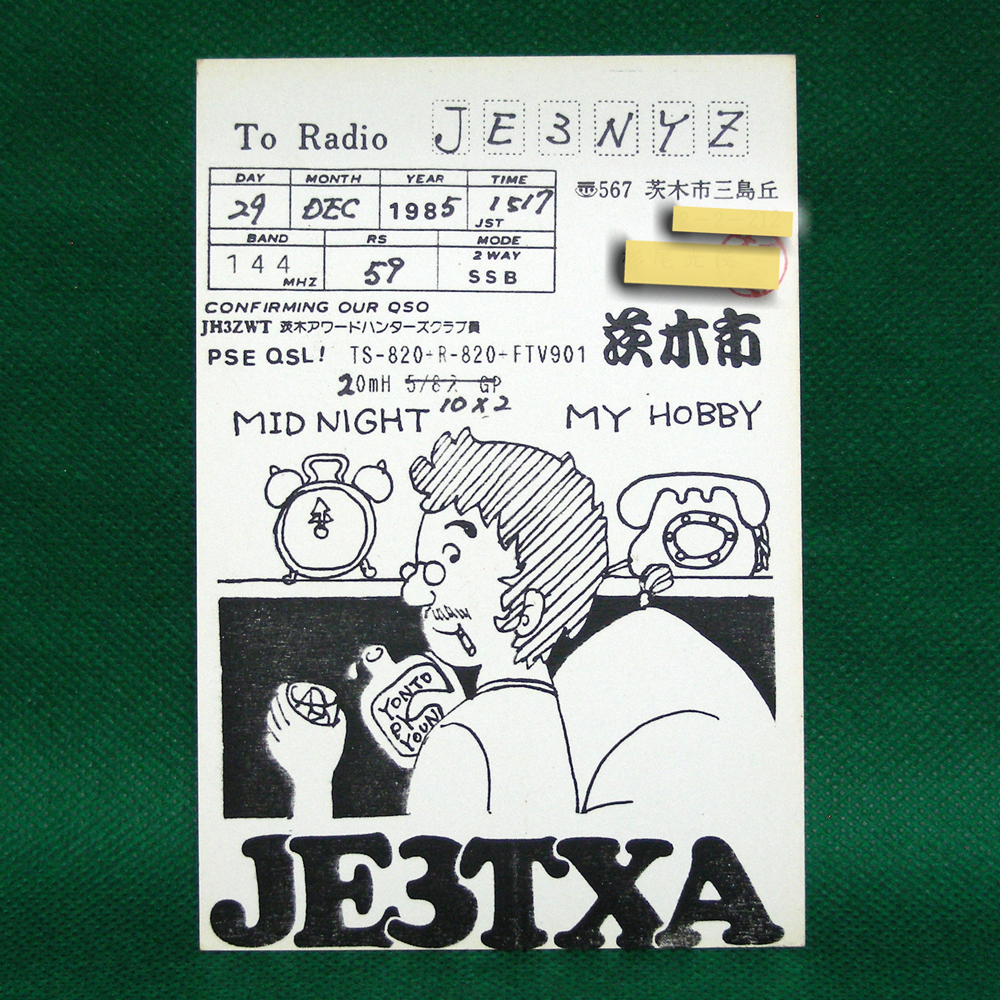 To Radio JE3NYZ
〠567 茨木市三島丘
DAY MONTH YEAR TIME
29 DEC 1985 1517
JST
BAND RS MODE
2 WAY
144 MHZ 59 SSB
CONFIRMING OUR QSO
JH3ZWT 茨木アワードハンターズクラブ員
茨木市
PSE QSL! TS-820+R-820+FTV901
20mH 5/8λ GP
10X2
MID NIGHT MY HOBBY
YONTO
YOUN
JE3TXA